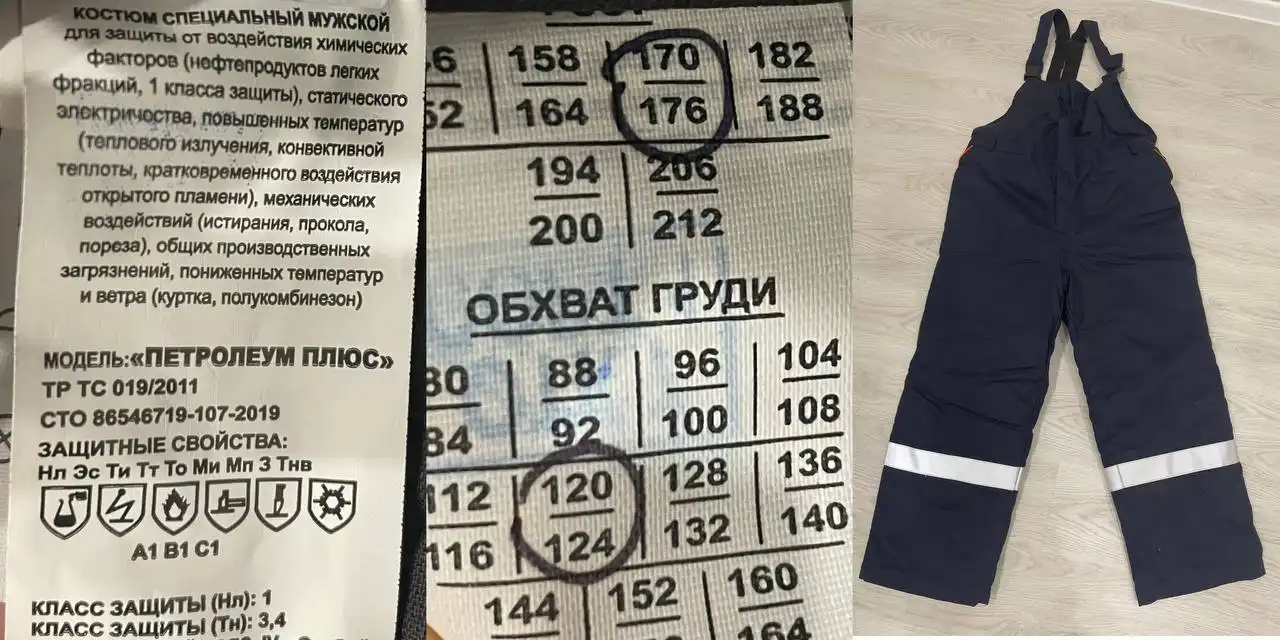 КОСТЮМ СПЕЦИАЛЬНЫЙ МУЖСКОЙ
для защиты от воздействия химических
факторов (нефтепродуктов легких
фракций, 1 класса защиты), статического
электричества, повышенных температур
(теплового излучения, конвективной
теплоты, кратковременного воздействия
открытого пламени), механических
воздействий (истирания, прокола,
пореза), общих производственных
загрязнений, пониженных температур
и ветра (куртка, полукомбинезон)
МОДЕЛЬ:«ПЕТРОЛЕУМ ПЛЮС»
ТР ТС 019/2011
СТО 86546719-107-2019
ЗАЩИТНЫЕ СВОЙСТВА:
Нл Эс Ти Тт То Ми Мп З Тнв
А1 В1 С1
КЛАСС ЗАЩИТЫ (Нл): 1
КЛАСС ЗАЩИТЫ (Тн): 3,4
158 170 182
164 176 188
194 206
200 212
ОБХВАТ ГРУДИ
80 88 96 104
84 92 100 108
112 120 128 136
116 124 132 140
144 152 160
164